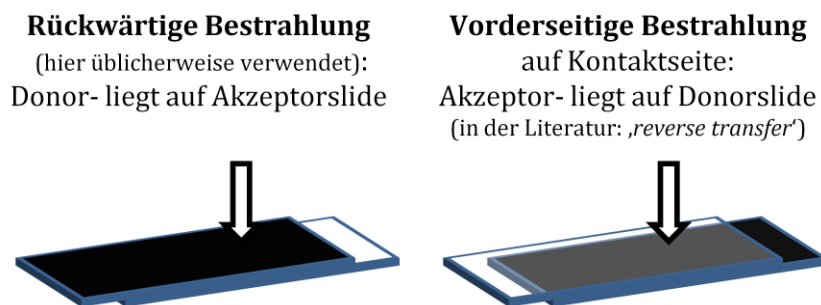 Rückwärtige Bestrahlung
(hier üblicherweise verwendet):
Donor- liegt auf Akzeptorslide
Vorderseitige Bestrahlung
auf Kontaktseite:
Akzeptor- liegt auf Donorslide
(in der Literatur: ‚reverse transfer‘)